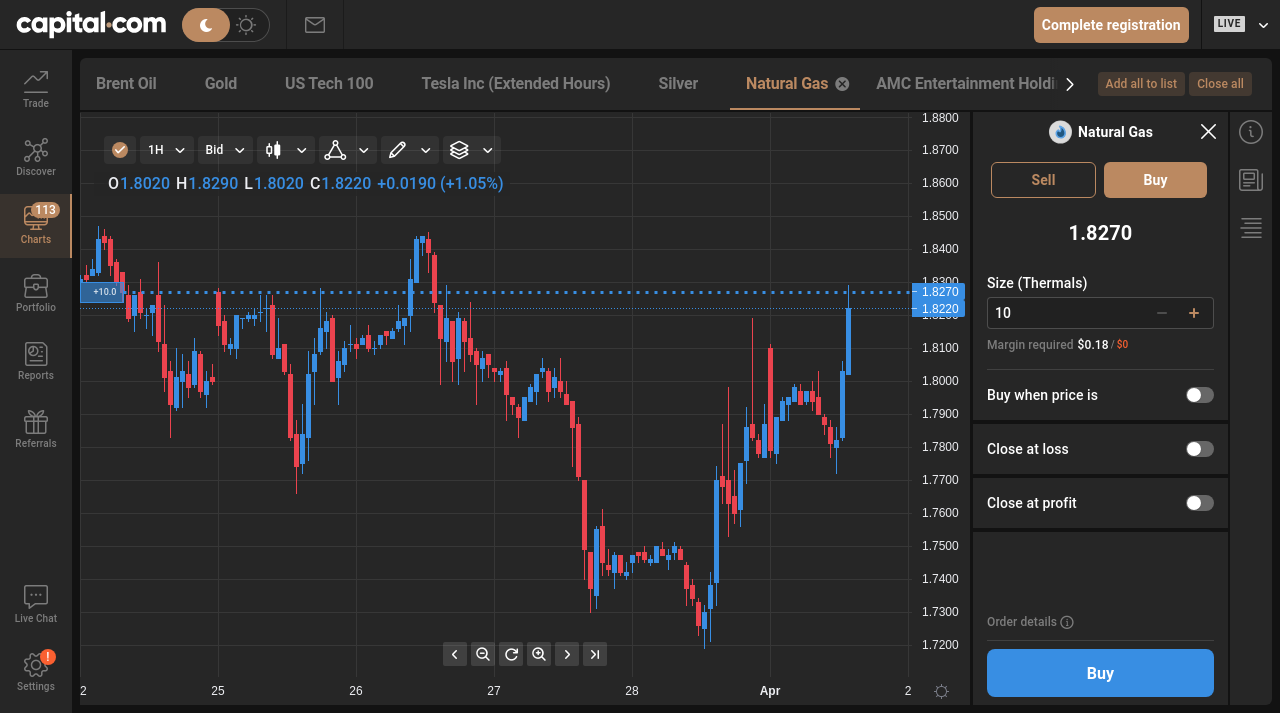 capital.com
Complete registration
LIVE
Trade
Discover
113
Charts
Portfolio
Reports
Referrals
Live Chat
!
Settings
Brent Oil Gold US Tech 100 Tesla Inc (Extended Hours) Silver Natural Gas AMC Entertainment Holdi
Add all to list Close all
1H Bid
O1.8020 H1.8290 L1.8020 C1.8220 +0.0190 (+1.05%)
+10.0
1.8800
1.8700
1.8600
1.8500
1.8400
1.8300
1.8270
1.8220
1.8200
1.8100
1.8000
1.7900
1.7800
1.7700
1.7600
1.7500
1.7400
1.7300
1.7200
2 25 26 27 28 Apr 2
Natural Gas
Sell Buy
1.8270
Size (Thermals)
10
Margin required $0.18 / $0
Buy when price is
Close at loss
Close at profit
Order details
Buy